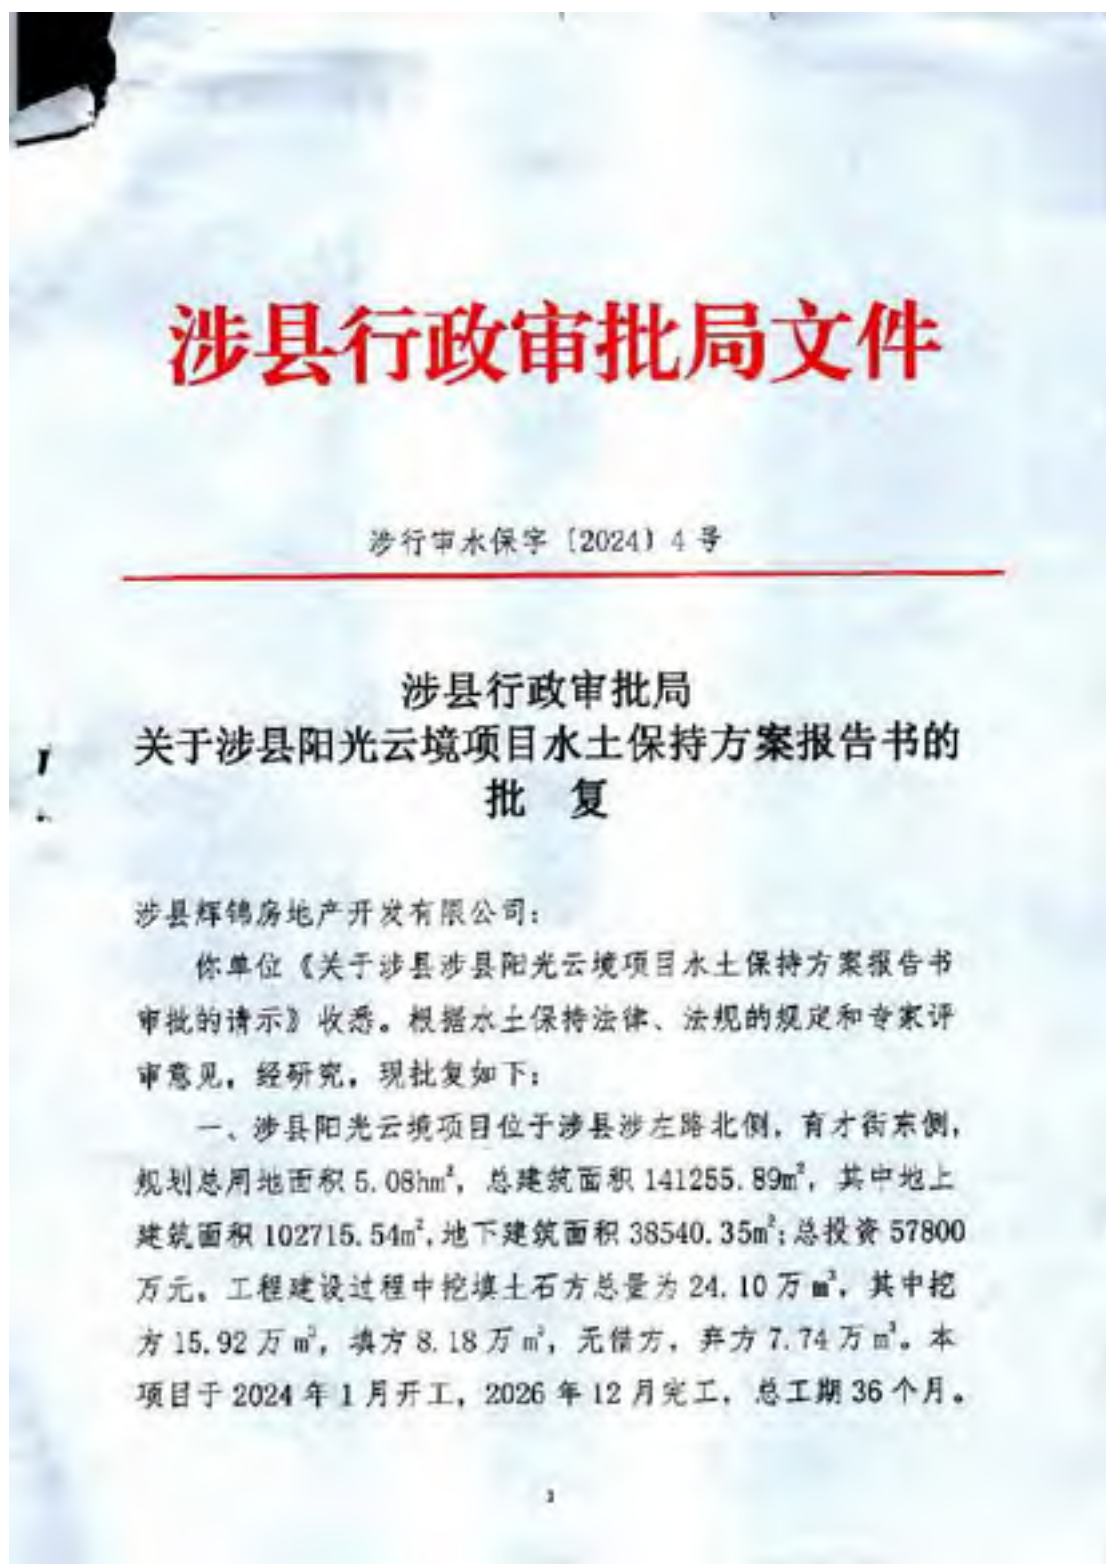 涉县行政审批局文件
涉行审水保字〔2024〕4号
涉县行政审批局
关于涉县阳光云境项目水土保持方案报告书的
批 复
涉县辉锦房地产开发有限公司:
你单位《关于涉县涉县阳光云境项目水土保持方案报告书
审批的请示》收悉。根据水土保持法律、法规的规定和专家评
审意见,经研究,现批复如下:
一、涉县阳光云境项目位于涉县涉左路北侧,育才街东侧,
规划总用地面积5.08hm²,总建筑面积141255.89m²,其中地上
建筑面积102715.54m²,地下建筑面积38540.35m²;总投资57800
万元。工程建设过程中挖填土石方总量为24.10万m³,其中挖
方15.92万m³,填方8.18万m³,无借方,弃方7.74万m³。本
项目于2024年1月开工,2026年12月完工,总工期36个月。